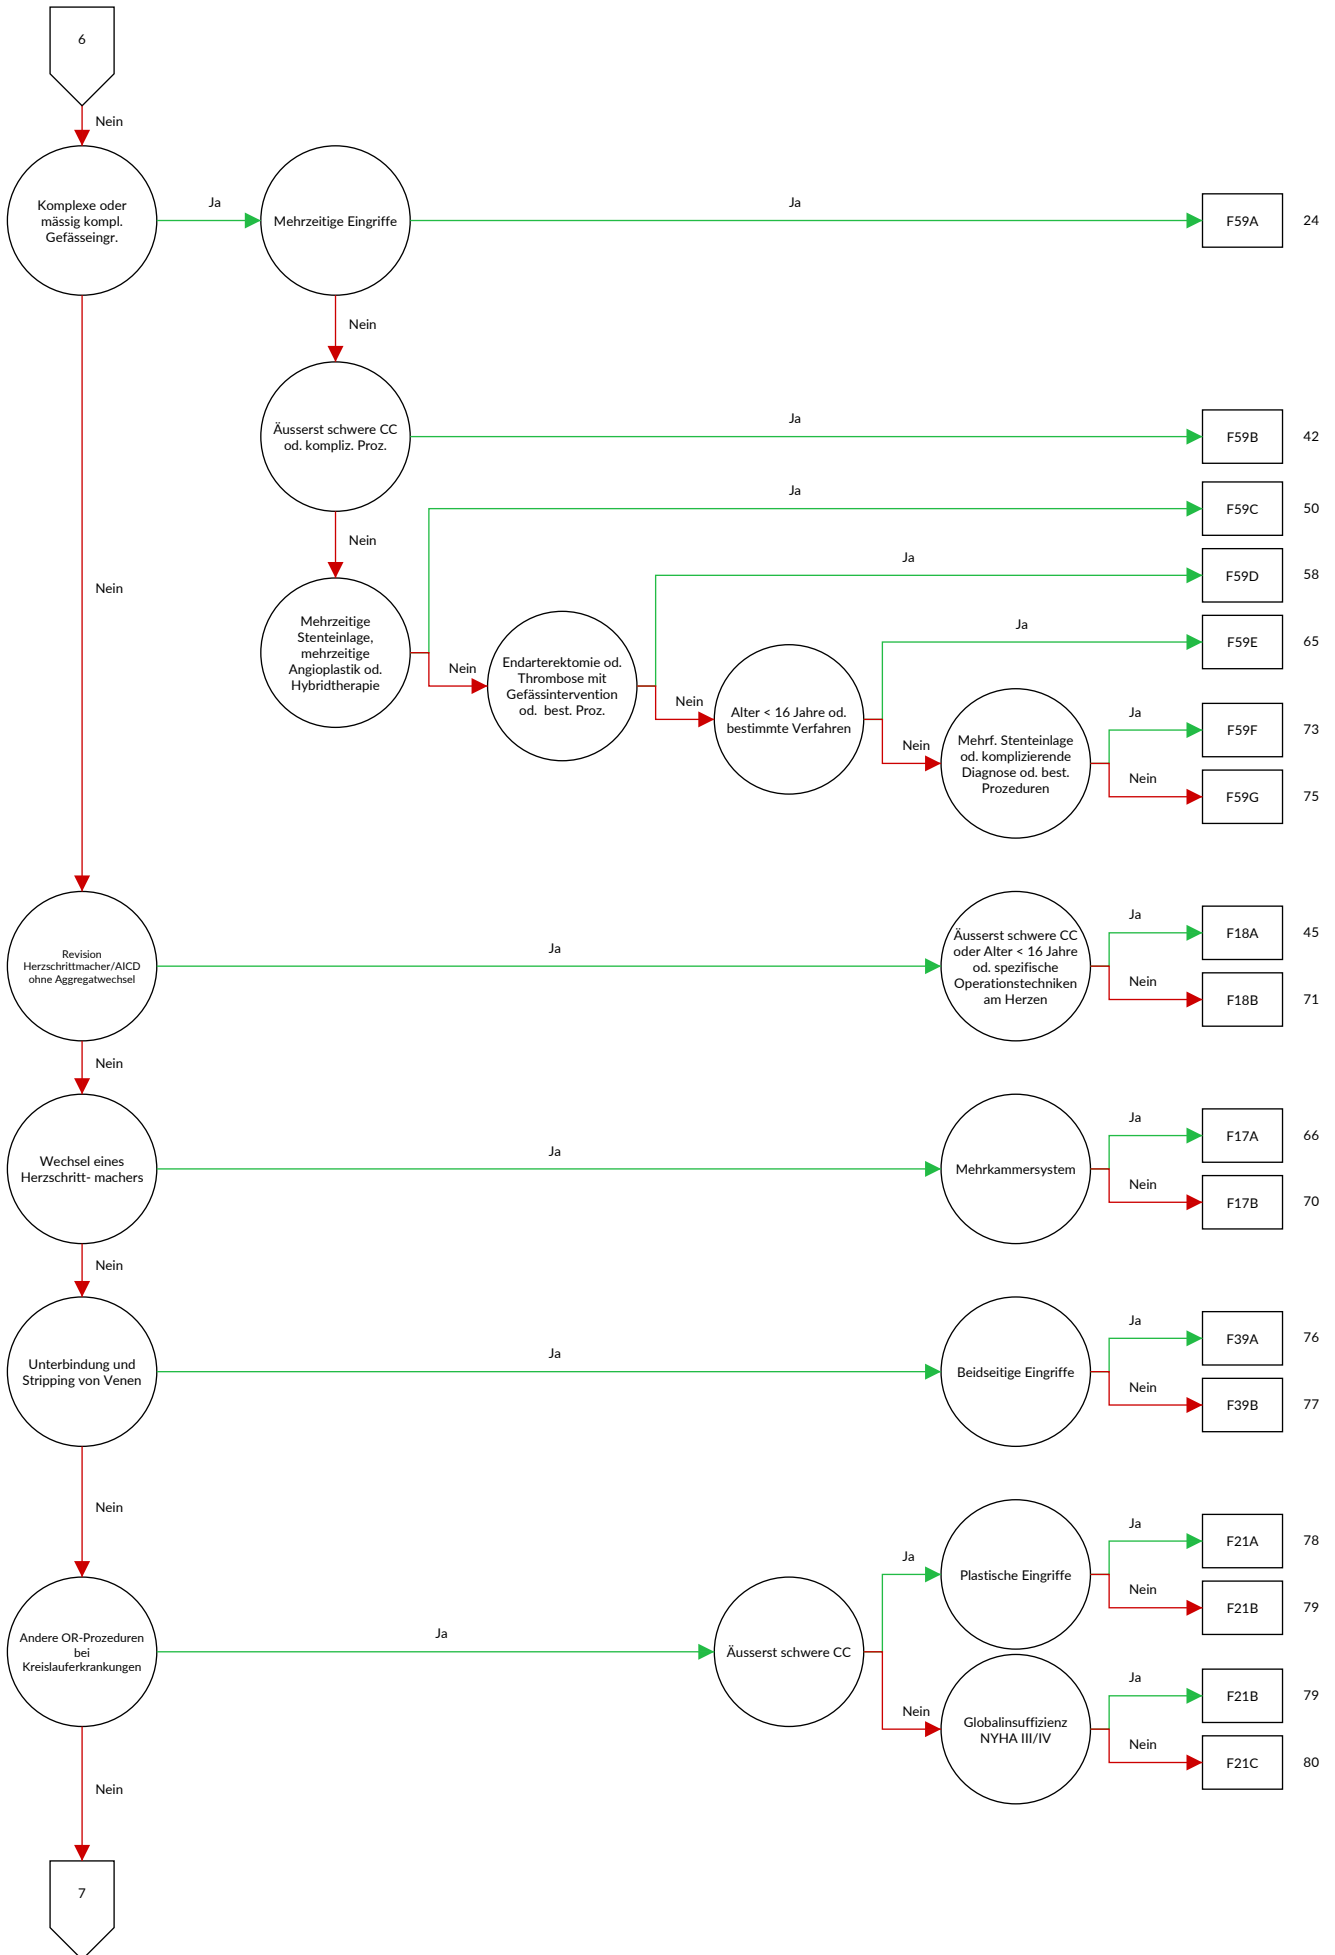 6
Nein
Komplexe oder
mässig kompl.
Gefässeingr.
Ja
Mehrzeitige Eingriffe
Ja
F59A
24
Nein
Äusserst schwere CC
od. kompliz. Proz.
Ja
F59B
42
Nein
Ja
F59C
50
Nein
Mehrzeitige
Stenteinlage,
mehrzeitige
Angioplastik od.
Hybridtherapie
Nein
Endarterektomie od.
Thrombose mit
Gefässintervention
od. best. Proz.
Ja
F59D
58
Nein
Alter < 16 Jahre od.
bestimmte Verfahren
Ja
F59E
65
Nein
Mehrf. Stenteinlage
od. komplizierende
Diagnose od. best.
Prozeduren
Ja
F59F
73
Nein
F59G
75
Revision
Herzschrittmacher/AICD
ohne Aggregatwechsel
Ja
Äusserst schwere CC
oder Alter < 16 Jahre
od. spezifische
Operationstechniken
am Herzen
Ja
F18A
45
Nein
F18B
71
Nein
Wechsel eines
Herzschritt- machers
Ja
Mehrkammersystem
Ja
F17A
66
Nein
F17B
70
Nein
Unterbindung und
Stripping von Venen
Ja
Beidseitige Eingriffe
Ja
F39A
76
Nein
F39B
77
Nein
Andere OR-Prozeduren
bei
Kreislauferkrankungen
Ja
Äusserst schwere CC
Ja
Plastische Eingriffe
Ja
F21A
78
Nein
F21B
79
Nein
Globalinsuffizienz
NYHA III/IV
Ja
F21B
79
Nein
F21C
80
Nein
7